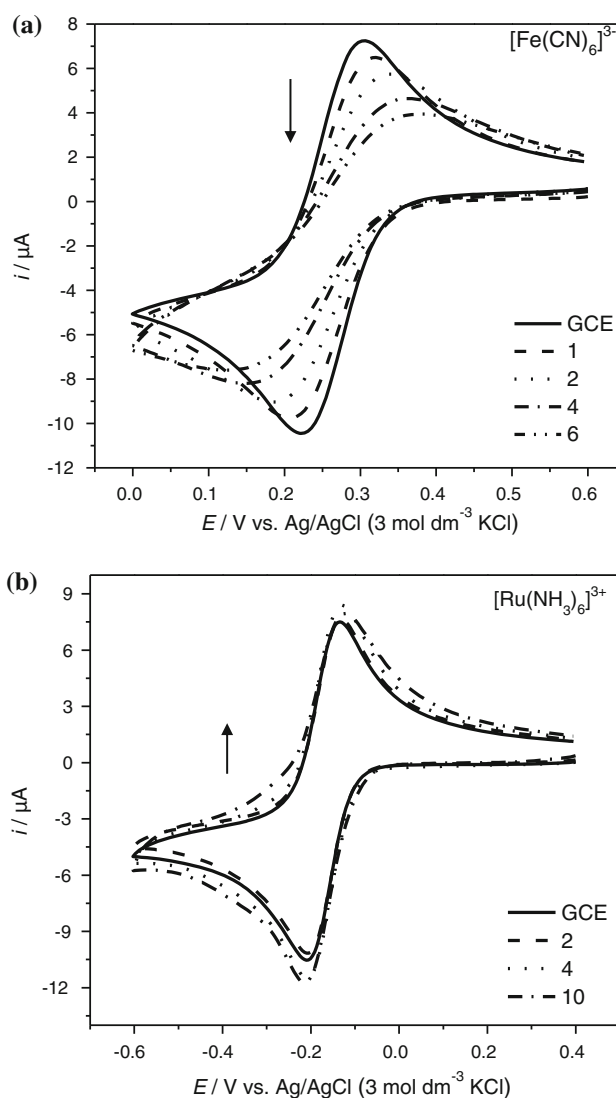 (a)
[Fe(CN)₆]³⁻
8
6
4
2
0
-2
-4
-6
-8
-10
-12
i / µA
GCE
1
2
4
6
0.0 0.1 0.2 0.3 0.4 0.5 0.6
E / V vs. Ag/AgCl (3 mol dm⁻³ KCl)
(b)
[Ru(NH₃)₆]³⁺
9
6
3
0
-3
-6
-9
-12
i / µA
GCE
2
4
10
-0.6 -0.4 -0.2 0.0 0.2 0.4
E / V vs. Ag/AgCl (3 mol dm⁻³ KCl)